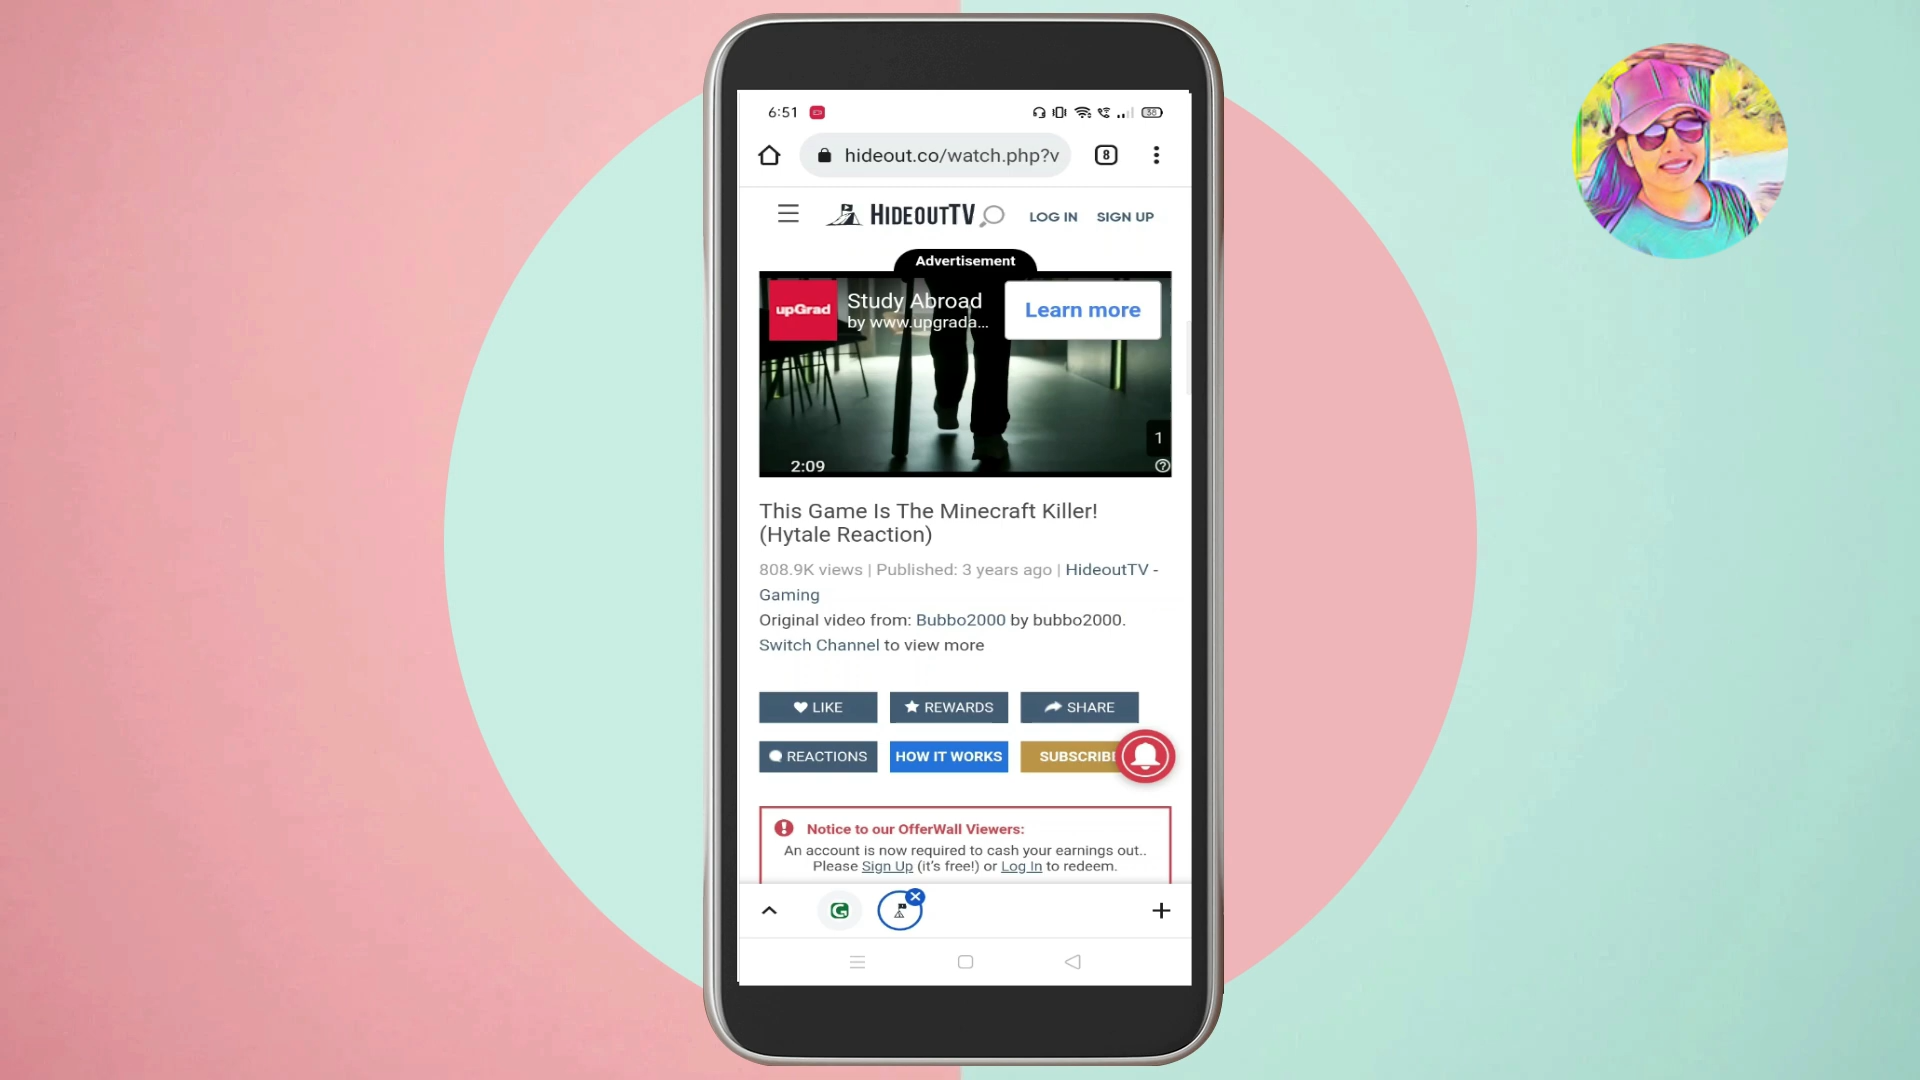 6:51
38
hideout.co/watch.php?v
8
HIDEOUTTV
LOG IN
SIGN UP
Advertisement
upGrad
Study Abroad
by www.upgrada...
Learn more
1
2:09
This Game Is The Minecraft Killer!
(Hytale Reaction)
808.9K views | Published: 3 years ago | HideoutTV -
Gaming
Original video from: Bubbo2000 by bubbo2000.
Switch Channel to view more
LIKE
REWARDS
SHARE
REACTIONS
HOW IT WORKS
SUBSCRIBE
Notice to our OfferWall Viewers:
An account is now required to cash your earnings out..
Please Sign Up (it's free!) or Log In to redeem.